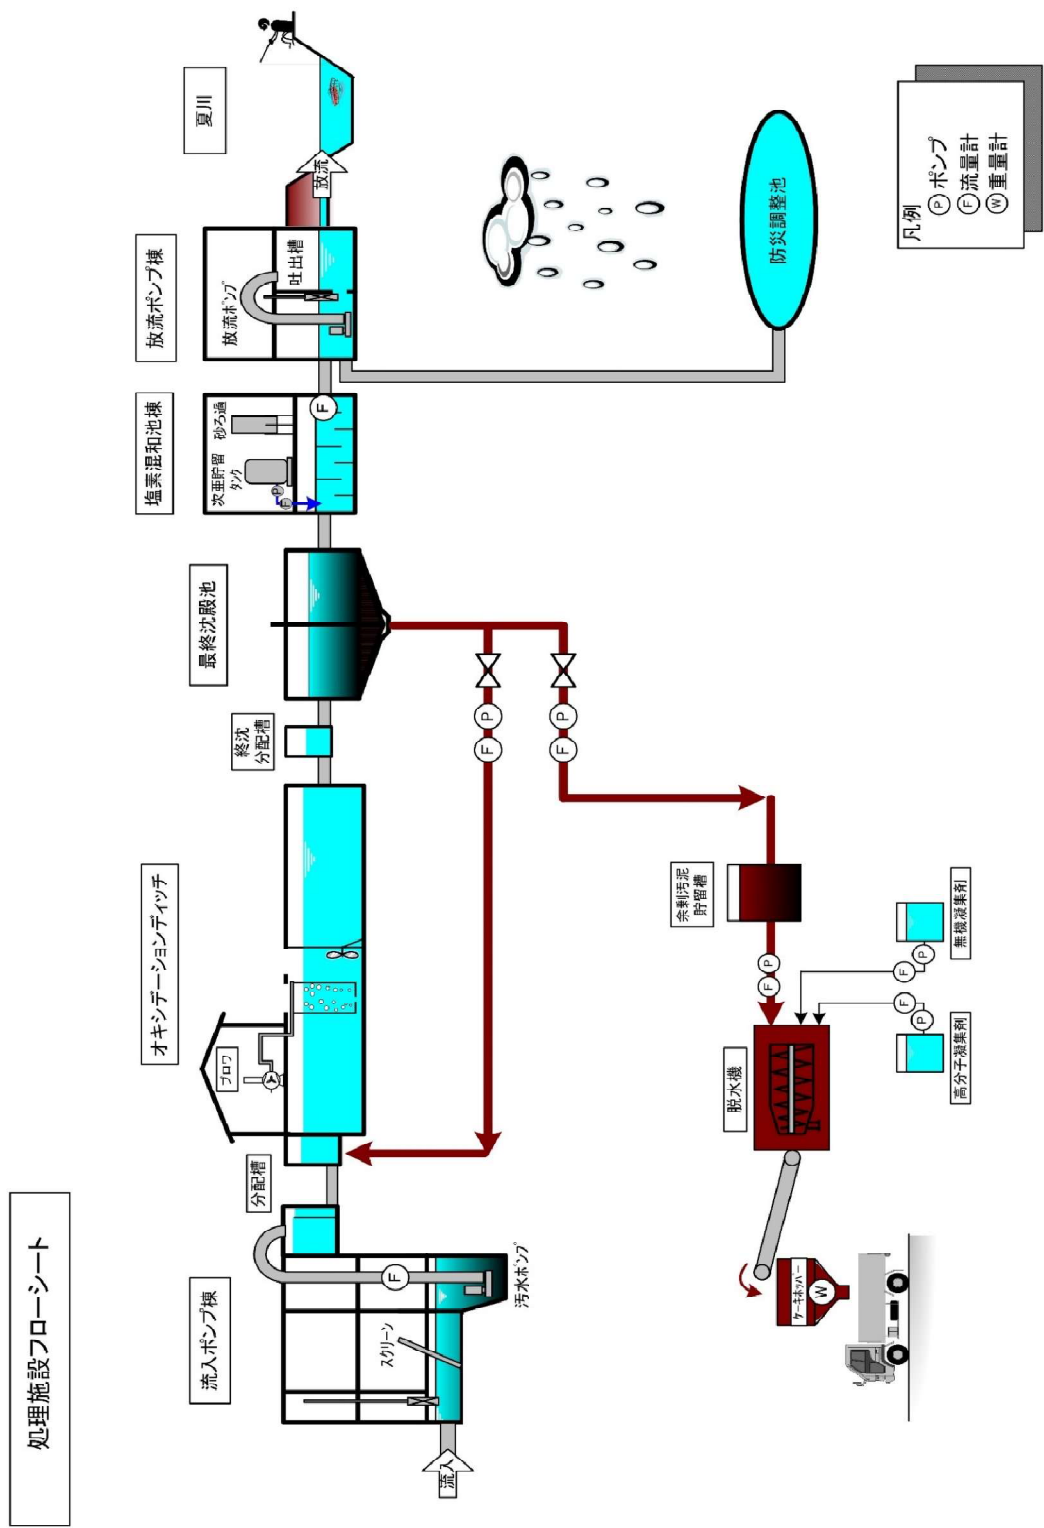 処理施設フローシート
流入ポンプ棟
分配槽
オキシデーションディッチ
終沈
分配槽
最終沈殿池
塩素混和池棟
放流ポンプ棟
夏川
流入
スクリーン
F
汚水ポンプ
ブロワ
次亜貯留
タンク
砂ろ過
P
F
F
放流ポンプ
吐出槽
放流
F
P
F
P
防災調整池
余剰汚泥
貯留槽
F
P
脱水機
高分子凝集剤
P
F
無機凝集剤
P
F
ケーキホッパー
W
凡例
P ポンプ
F 流量計
W 重量計